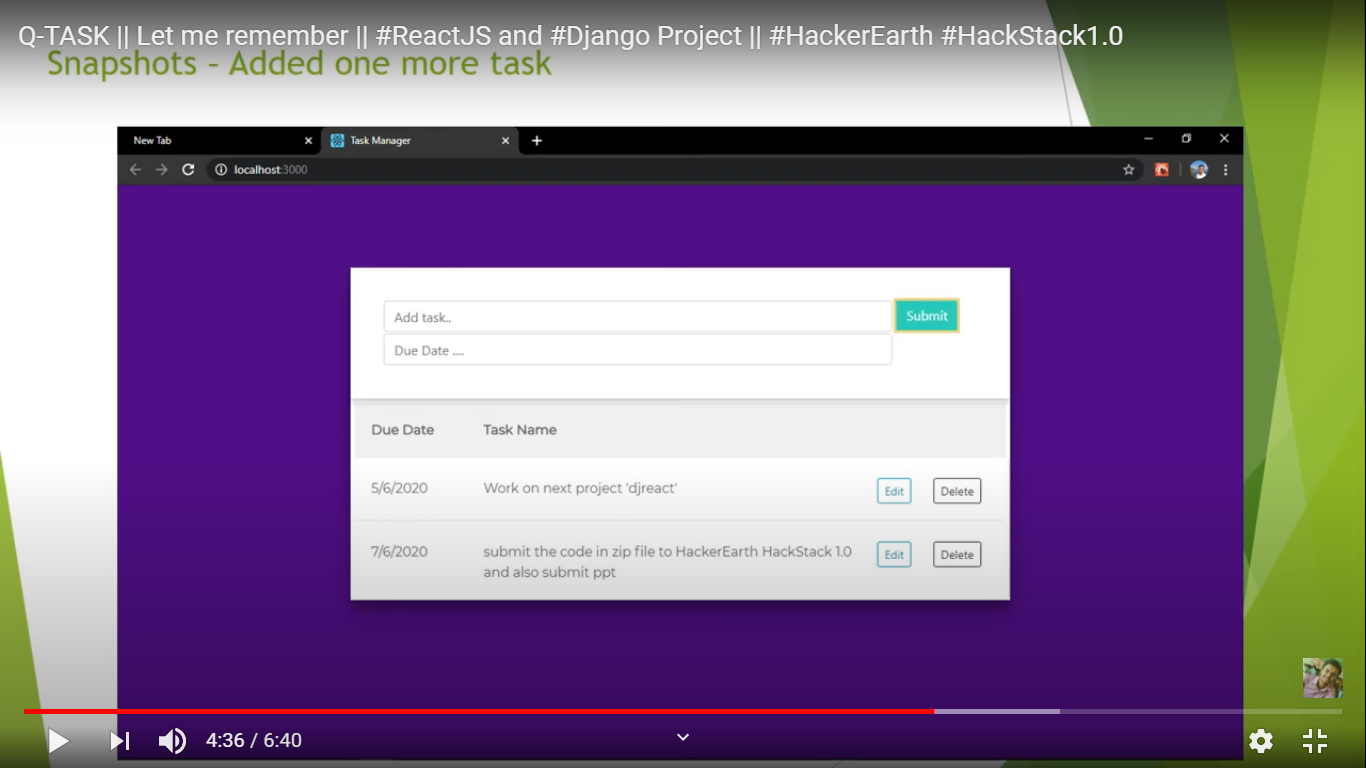 Q-TASK || Let me remember || #ReactJS and #Django Project || #HackerEarth #HackStack1.0
Snapshots - Added one more task
New Tab
Task Manager
localhost:3000
Add task..
Submit
Due Date ....
Due Date
Task Name
5/6/2020
Work on next project 'djreact'
Edit
Delete
7/6/2020
submit the code in zip file to HackerEarth HackStack 1.0
and also submit ppt
Edit
Delete
4:36 / 6:40